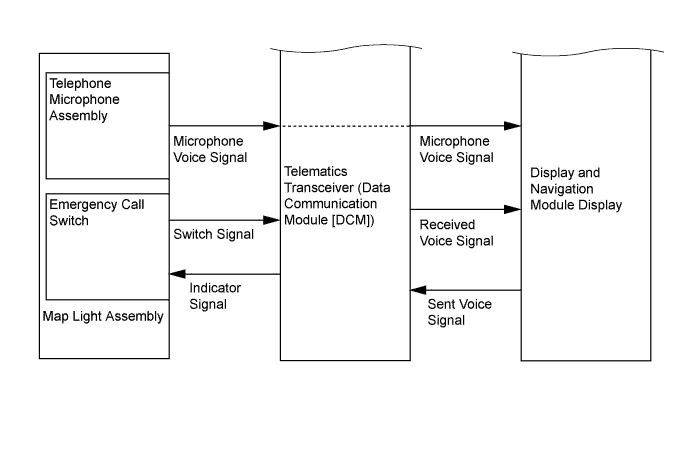 Telephone
Microphone
Assembly
Microphone
Voice Signal
Emergency Call
Switch
Switch Signal
Indicator
Signal
Map Light Assembly
Telematics
Transceiver (Data
Communication
Module [DCM])
Microphone
Voice Signal
Received
Voice Signal
Sent Voice
Signal
Display and
Navigation
Module Display